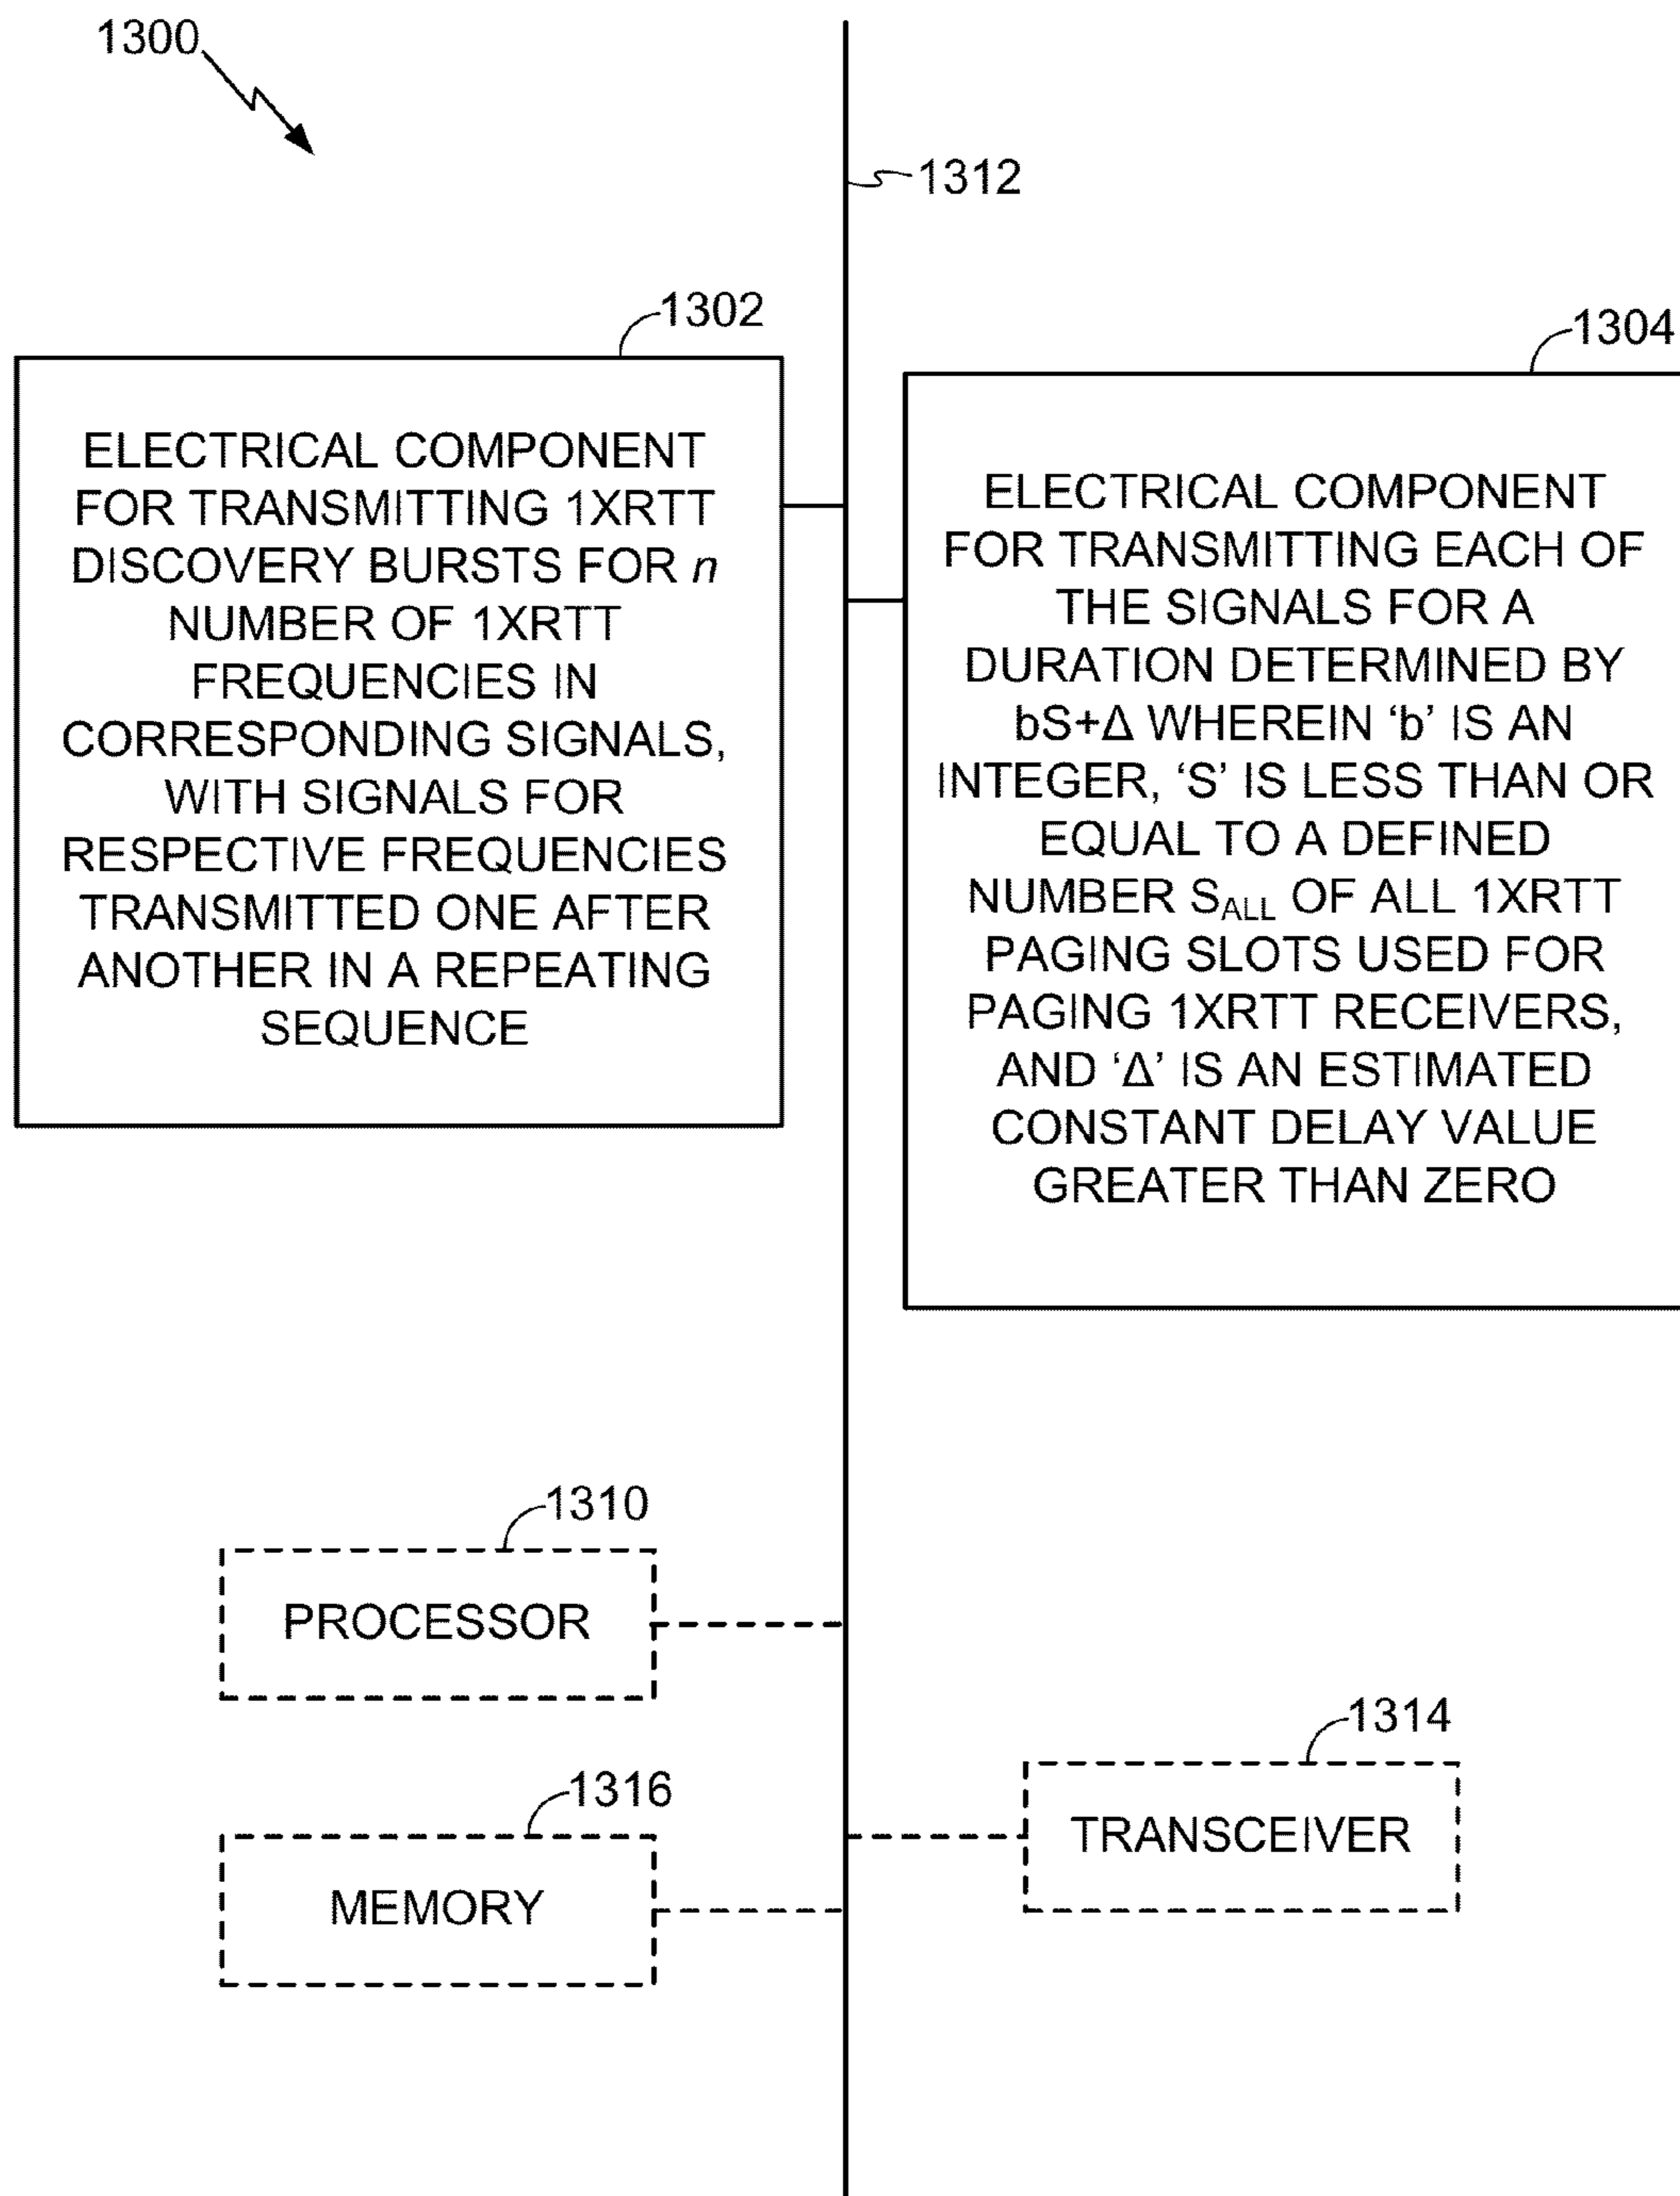 1300
1312
1302
ELECTRICAL COMPONENT
FOR TRANSMITTING 1XRTT
DISCOVERY BURSTS FOR n
NUMBER OF 1XRTT
FREQUENCIES IN
CORRESPONDING SIGNALS,
WITH SIGNALS FOR
RESPECTIVE FREQUENCIES
TRANSMITTED ONE AFTER
ANOTHER IN A REPEATING
SEQUENCE
1304
ELECTRICAL COMPONENT
FOR TRANSMITTING EACH OF
THE SIGNALS FOR A
DURATION DETERMINED BY
bS+Δ WHEREIN ‘b’ IS AN
INTEGER, ‘S’ IS LESS THAN OR
EQUAL TO A DEFINED
NUMBER SALL OF ALL 1XRTT
PAGING SLOTS USED FOR
PAGING 1XRTT RECEIVERS,
AND ‘Δ’ IS AN ESTIMATED
CONSTANT DELAY VALUE
GREATER THAN ZERO
1310
PROCESSOR
1314
TRANSCEIVER
1316
MEMORY